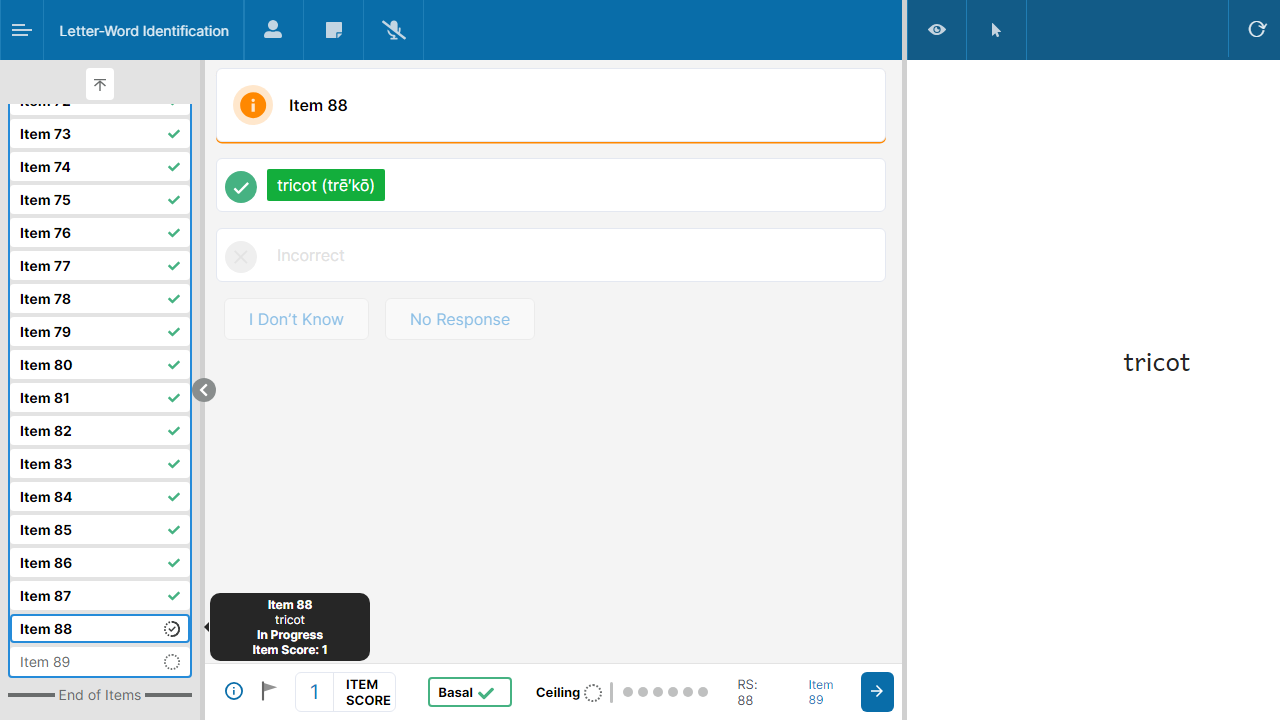 Letter-Word Identification
Item 73
Item 74
Item 75
Item 76
Item 77
Item 78
Item 79
Item 80
Item 81
Item 82
Item 83
Item 84
Item 85
Item 86
Item 87
Item 88
Item 89
End of Items
Item 88
tricot (trē′kō)
Incorrect
I Don't Know
No Response
Item 88
tricot
In Progress
Item Score: 1
1
ITEM
SCORE
Basal
Ceiling
RS:
88
Item
89
tricot